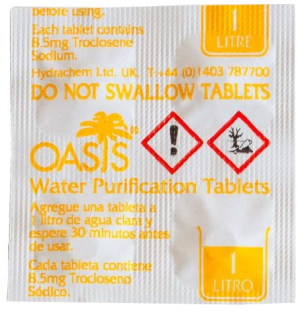 before using.
Each tablet contains
8.5mg Troclosene
Sodium.
1
LITRE
Hydrachem Ltd. UK, T:+44 (0)1403 787700
DO NOT SWALLOW TABLETS
OASIS®
Water Purification Tablets
Agregue una tableta a
1 litro de agua clara y
espere 30 minutos antes
de usar.
Cada tableta contiene
8.5mg Trocloseno
Sódico.
1
LITRO